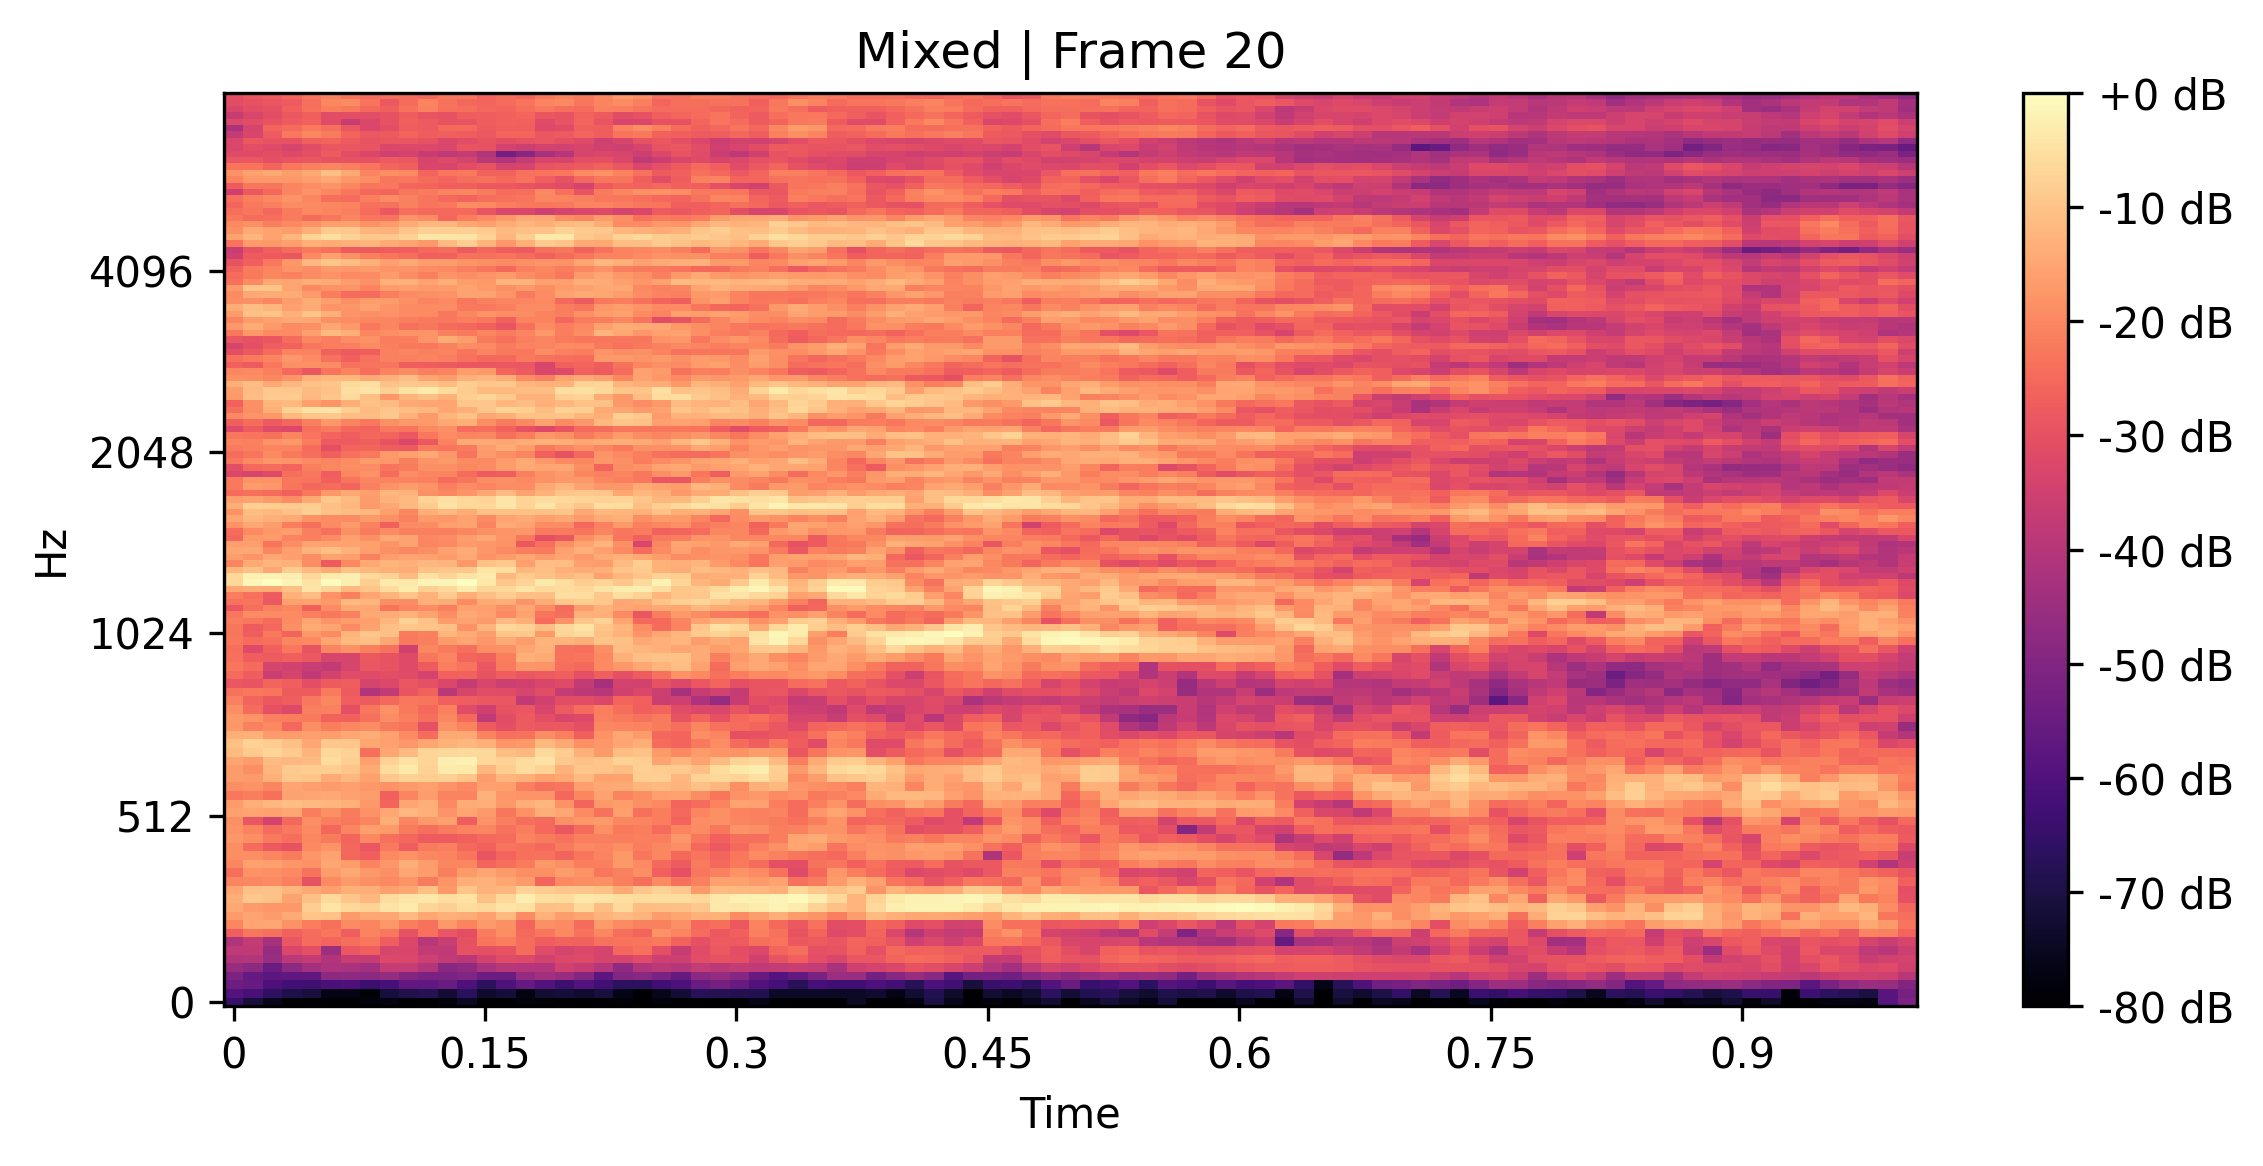 Mixed | Frame 20
+0 dB
-10 dB
-20 dB
-30 dB
-40 dB
-50 dB
-60 dB
-70 dB
-80 dB
4096
2048
1024
512
0
Hz
0 0.15 0.3 0.45 0.6 0.75 0.9
Time